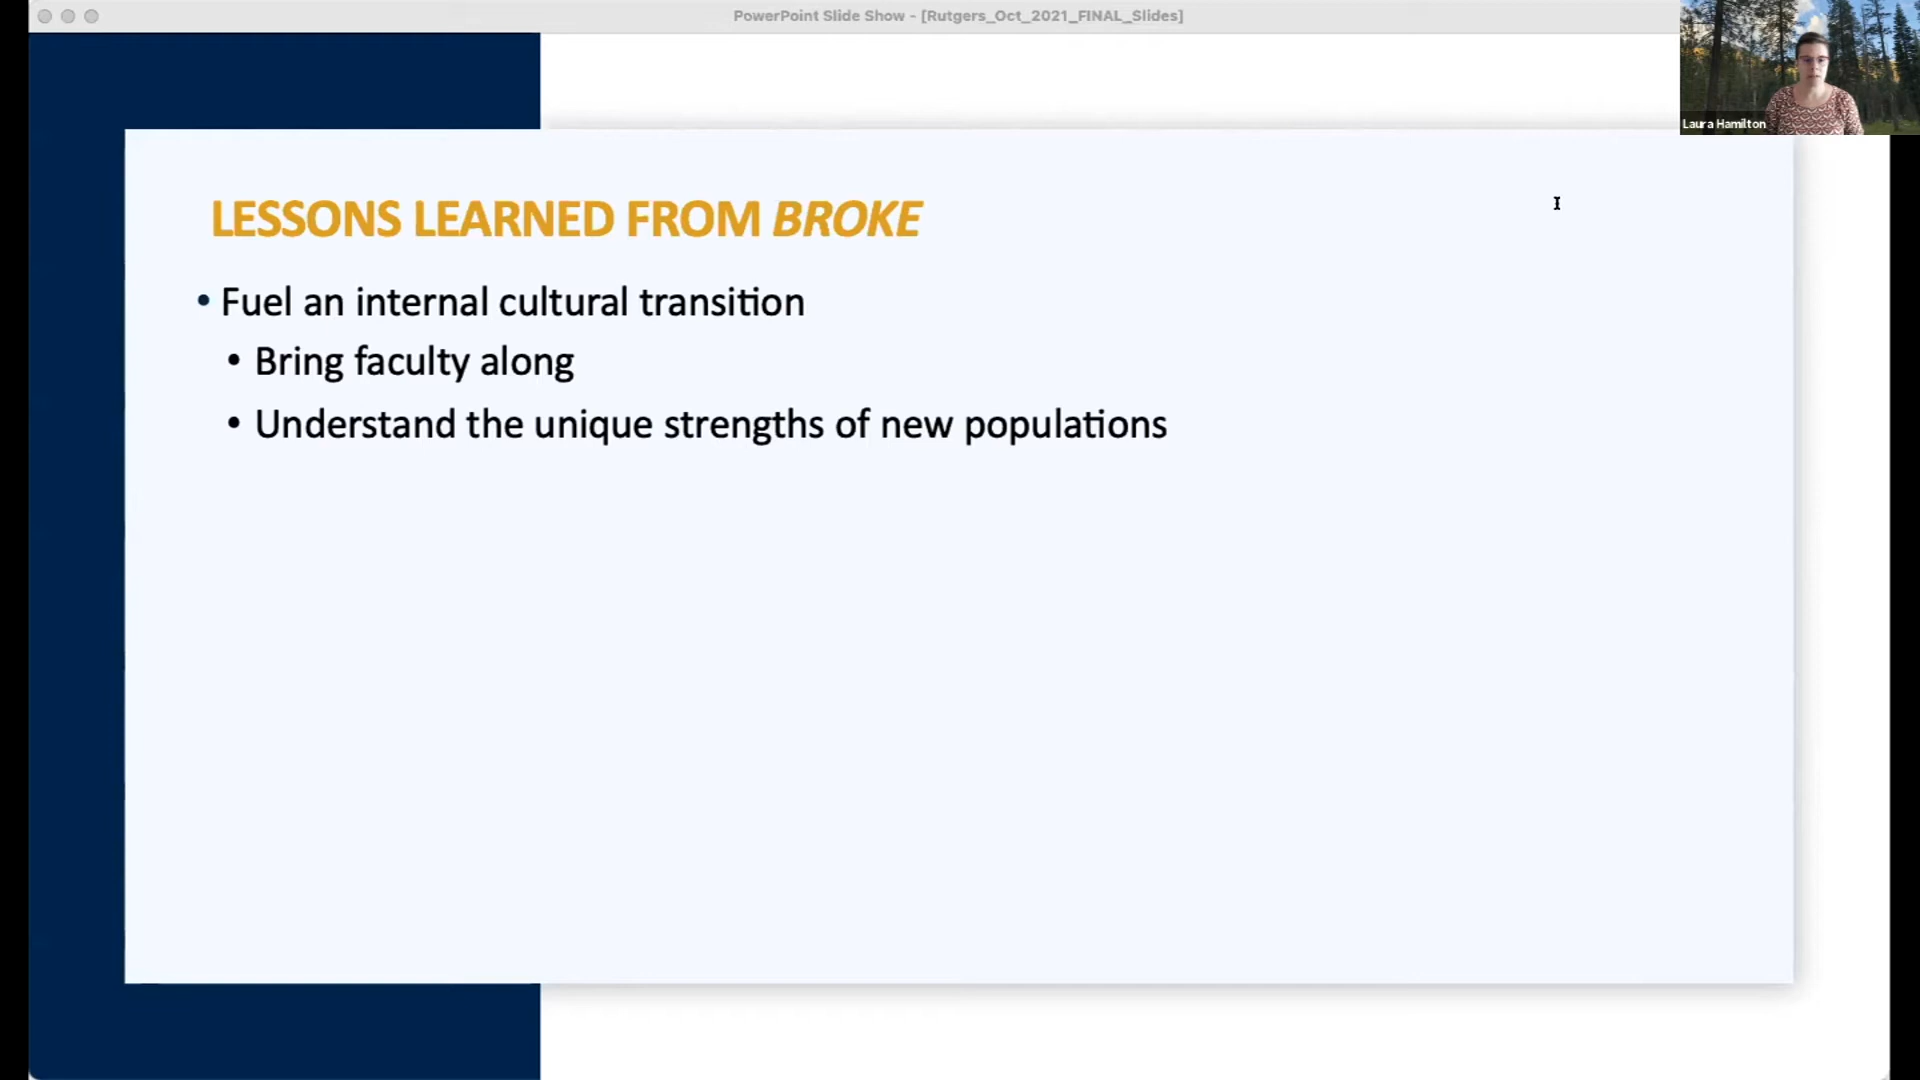 PowerPoint Slide Show - [Rutgers_Oct_2021_FINAL_Slides]
Laura Hamilton
LESSONS LEARNED FROM BROKE
• Fuel an internal cultural transition
• Bring faculty along
• Understand the unique strengths of new populations